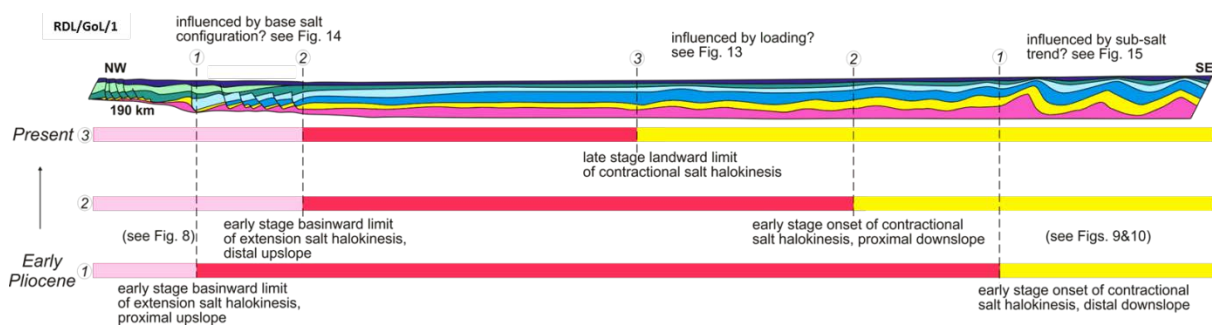 RDL/GoL/1
influenced by base salt
configuration? see Fig. 14
influenced by loading?
see Fig. 13
influenced by sub-salt
trend? see Fig. 15
1
2
3
2
1
NW
SE
190 km
Present
3
late stage landward limit
of contractional salt halokinesis
2
(see Fig. 8)
early stage basinward limit
of extension salt halokinesis,
distal upslope
early stage onset of contractional
salt halokinesis, proximal downslope
(see Figs. 9&10)
Early
Pliocene
1
early stage basinward limit
of extension salt halokinesis,
proximal upslope
early stage onset of contractional
salt halokinesis, distal downslope